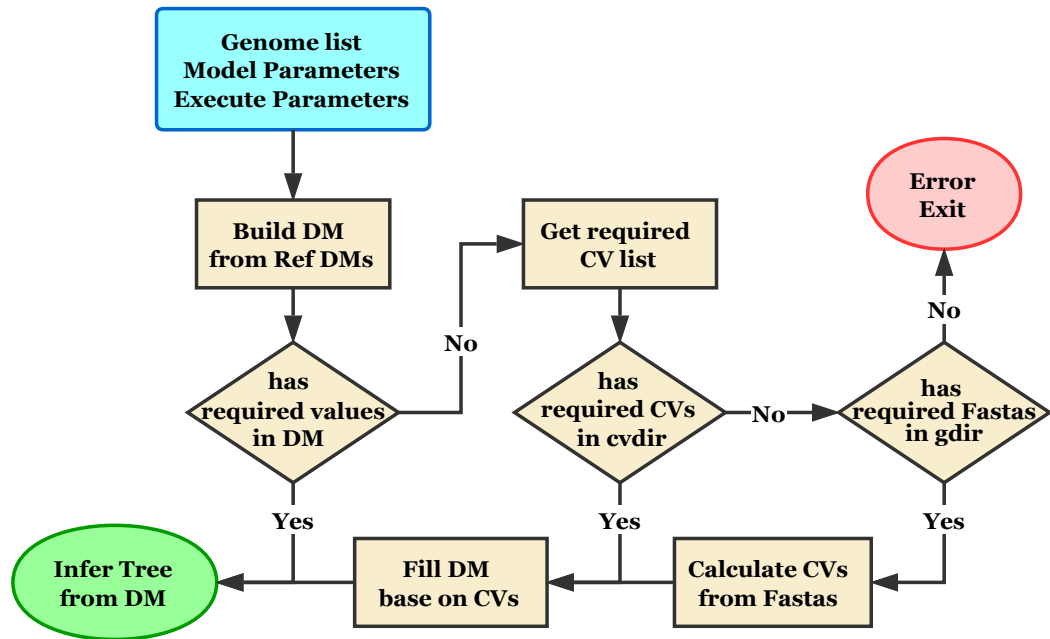 Genome list
Model Parameters
Execute Parameters
Build DM
from Ref DMs
Get required
CV list
Error
Exit
No
No
has
required values
in DM
has
required CVs
in cvdir
No
has
required Fastas
in gdir
Yes
Yes
Yes
Infer Tree
from DM
Fill DM
base on CVs
Calculate CVs
from Fastas